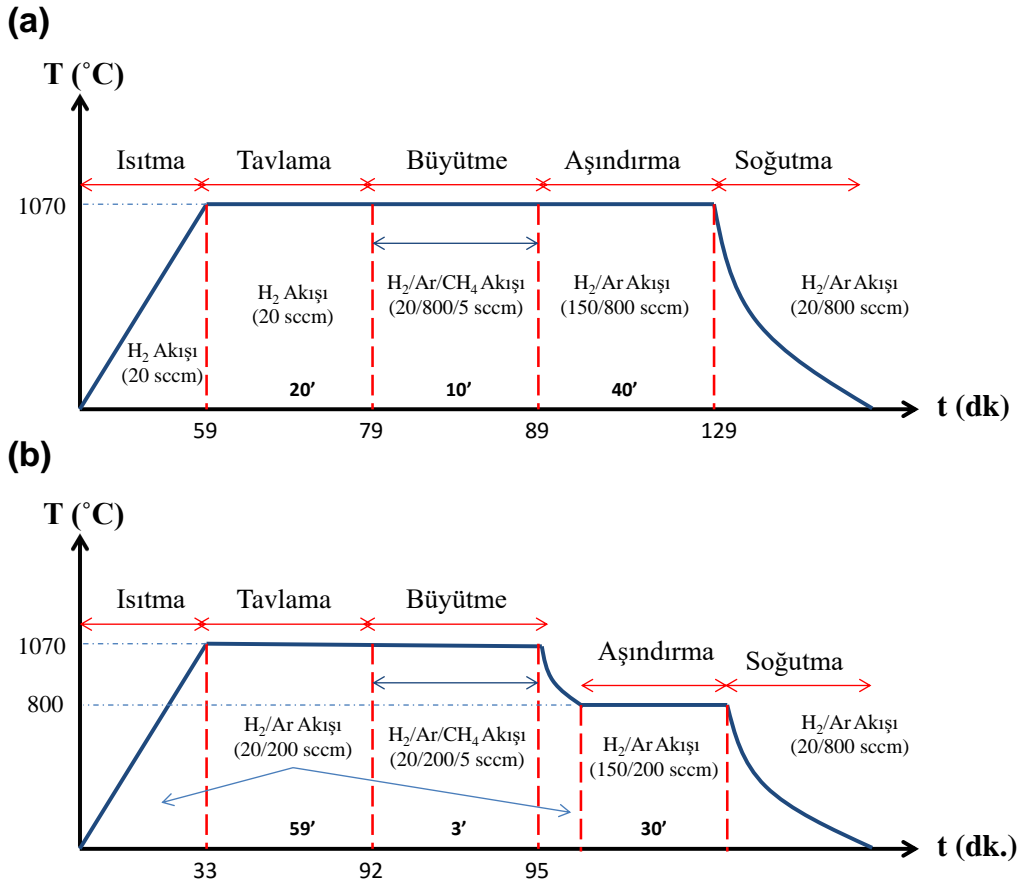 (a)
T (˚C)
Isıtma
Tavlama
Büyütme
Aşındırma
Soğutma
1070
H₂ Akışı
(20 sccm)
H₂ Akışı
(20 sccm)
H₂/Ar/CH₄ Akışı
(20/800/5 sccm)
H₂/Ar Akışı
(150/800 sccm)
H₂/Ar Akışı
(20/800 sccm)
20’
10’
40’
t (dk)
59
79
89
129
(b)
T (˚C)
Isıtma
Tavlama
Büyütme
Aşındırma
Soğutma
1070
800
H₂/Ar Akışı
(20/200 sccm)
H₂/Ar/CH₄ Akışı
(20/200/5 sccm)
H₂/Ar Akışı
(150/200 sccm)
H₂/Ar Akışı
(20/800 sccm)
59’
3’
30’
t (dk.)
33
92
95